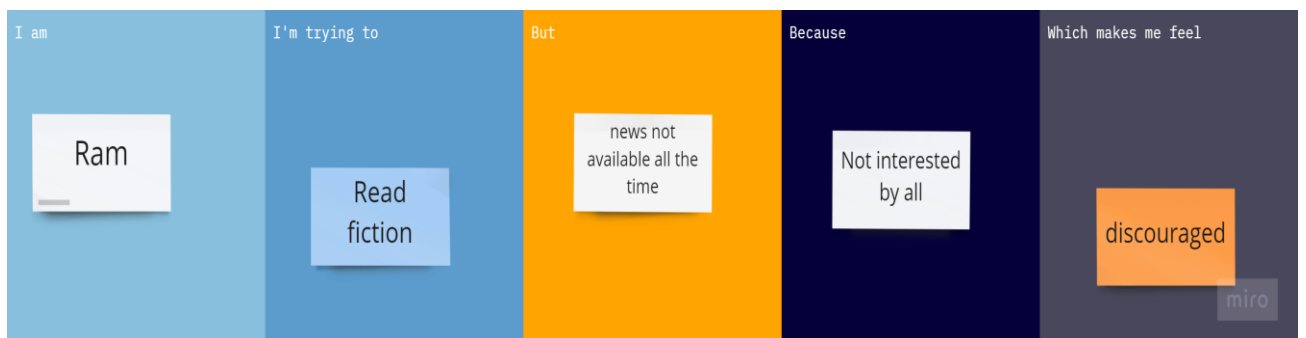 I am
I'm trying to
But
Because
Which makes me feel
Ram
Read
fiction
news not
available all the
time
Not interested
by all
discouraged
miro